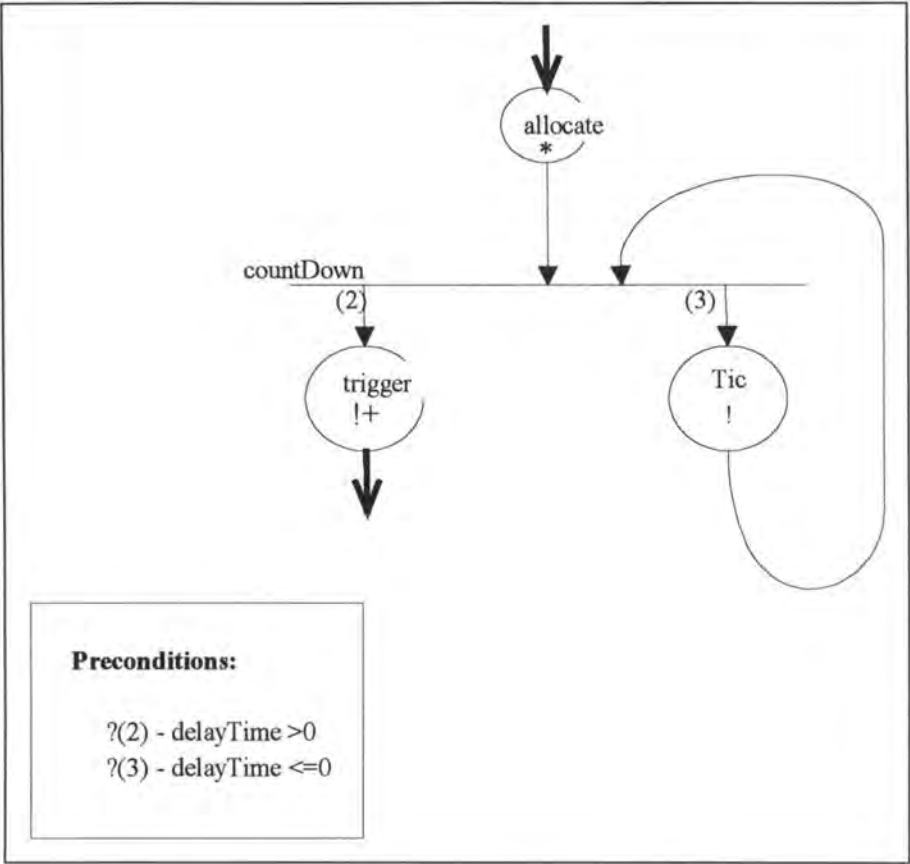 allocate
*
countDown
(2)
(3)
trigger
!+
Tic
!
Preconditions:
?(2) - delayTime >0
?(3) - delayTime <=0